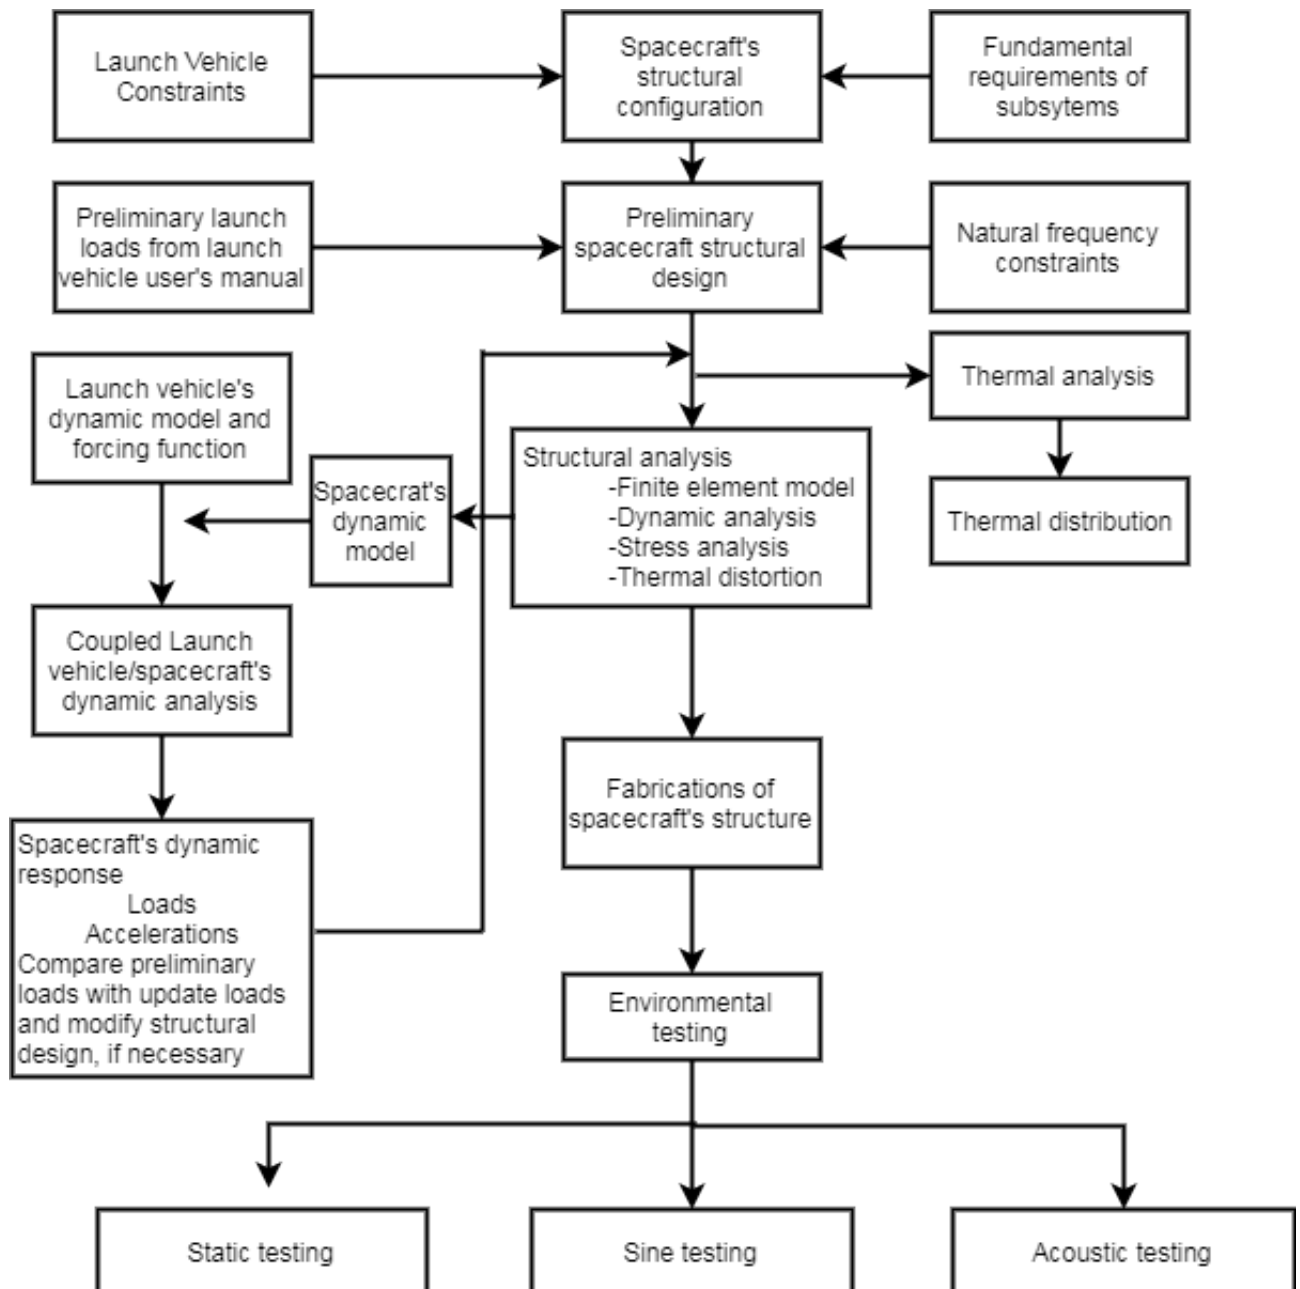 Launch Vehicle
Constraints
Spacecraft's
structural
configuration
Fundamental
requirements of
subsytems
Preliminary launch
loads from launch
vehicle user's manual
Preliminary
spacecraft structural
design
Natural frequency
constraints
Launch vehicle's
dynamic model and
forcing function
Thermal analysis
Spacecrat's
dynamic
model
Structural analysis
-Finite element model
-Dynamic analysis
-Stress analysis
-Thermal distortion
Thermal distribution
Coupled Launch
vehicle/spacecraft's
dynamic analysis
Fabrications of
spacecraft's structure
Spacecraft's dynamic
response
Loads
Accelerations
Compare preliminary
loads with update loads
and modify structural
design, if necessary
Environmental
testing
Static testing
Sine testing
Acoustic testing